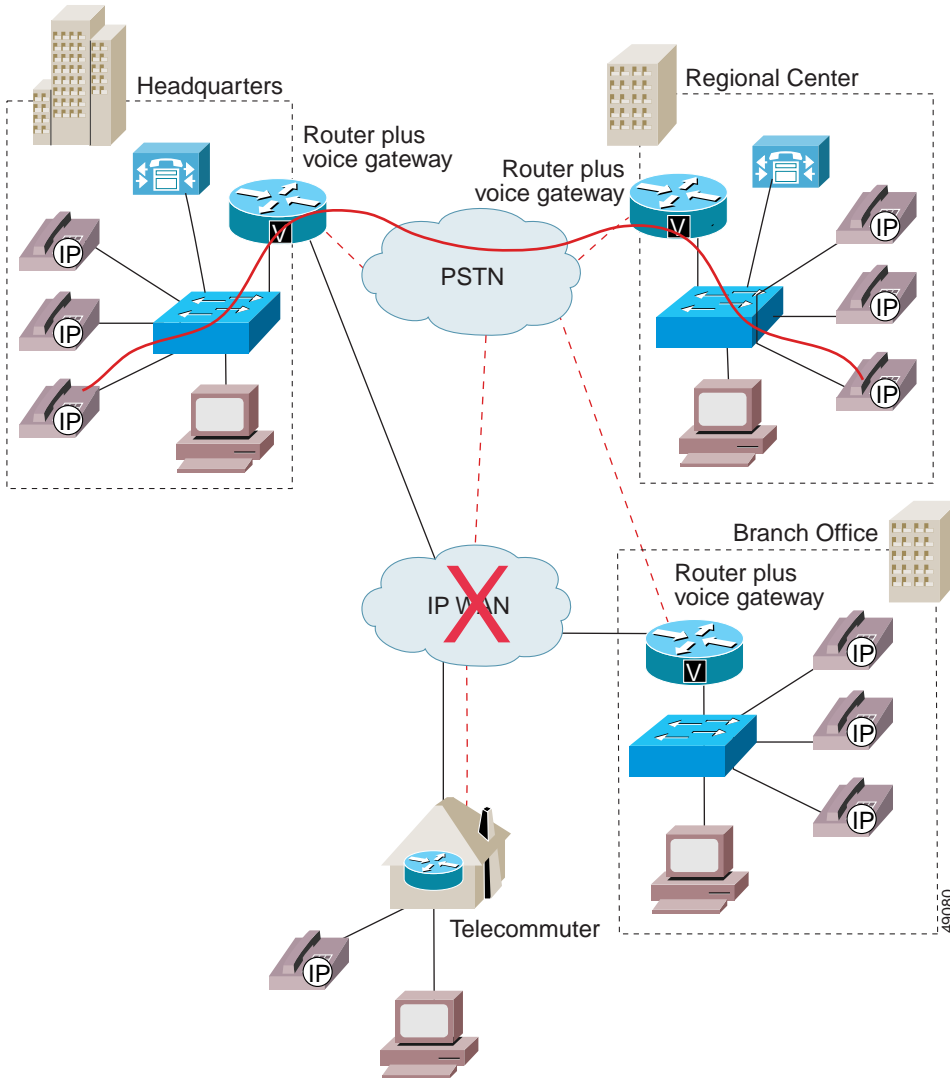 Headquarters
Regional Center
Router plus
voice gateway
Router plus
voice gateway
V
V
IP
IP
IP
PSTN
IP
IP
IP
Branch Office
IP WAN
Router plus
voice gateway
V
IP
IP
IP
Telecommuter
IP
49080